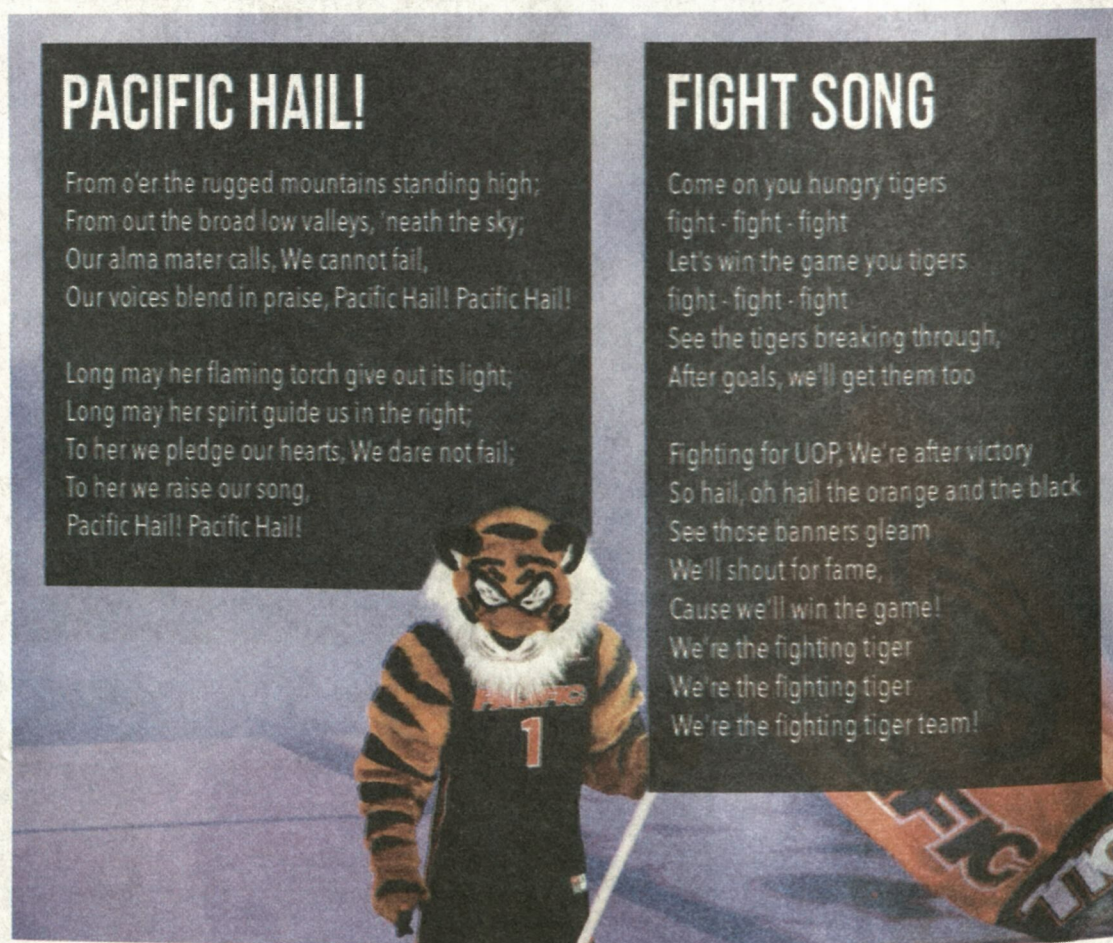 PACIFIC HAIL!
From o'er the rugged mountains standing high;
From out the broad low valleys, 'neath the sky;
Our alma mater calls, We cannot fail,
Our voices blend in praise, Pacific Hail! Pacific Hail!
Long may her flaming torch give out its light;
Long may her spirit guide us in the right;
To her we pledge our hearts, We dare not fail;
To her we raise our song,
Pacific Hail! Pacific Hail!
FIGHT SONG
Come on you hungry tigers
fight - fight - fight
Let's win the game you tigers
fight - fight - fight
See the tigers breaking through,
After goals, we'll get them too
Fighting for UOP, We're after victory
So hail, oh hail the orange and the black
See those banners gleam
We'll shout for fame,
Cause we'll win the game!
We're the fighting tiger
We're the fighting tiger
We're the fighting tiger team!
PACIFIC
1